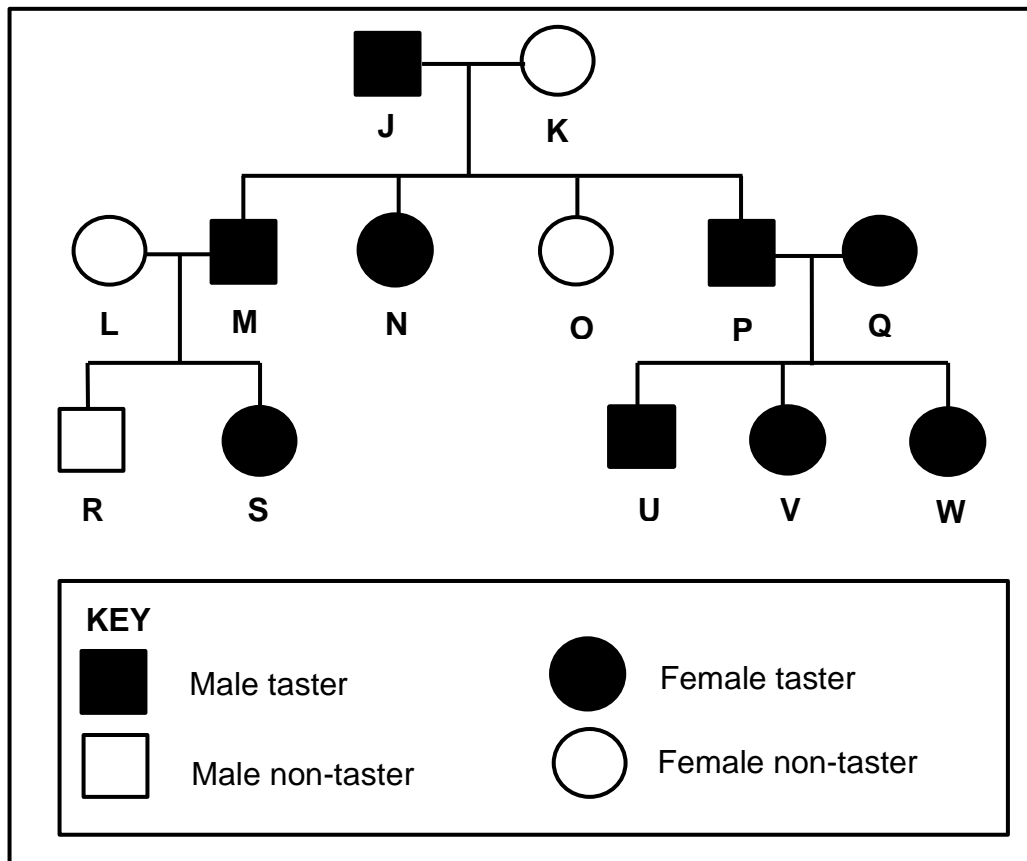 J K
L M N O P Q
R S U V W
KEY
Male taster Female taster
Male non-taster Female non-taster